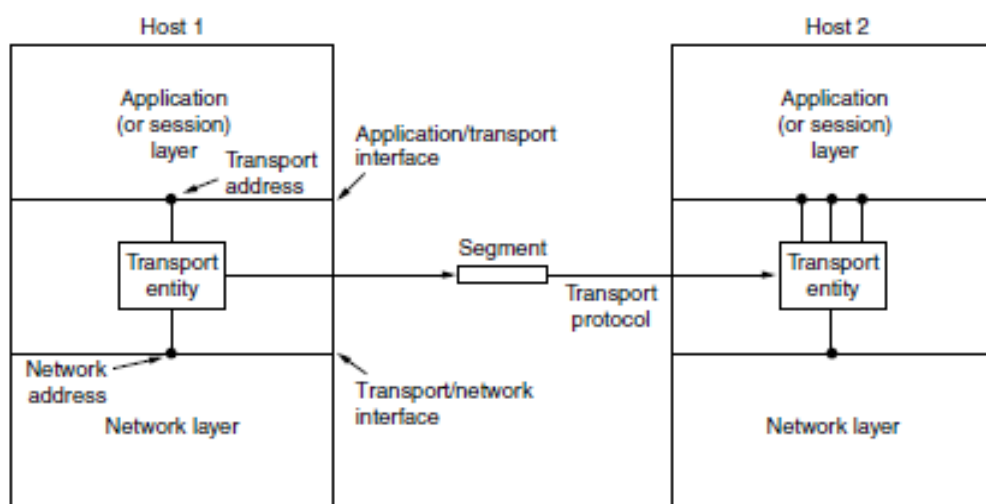 Host 1
Host 2
Application
(or session)
layer
Transport
address
Application/transport
interface
Application
(or session)
layer
Transport
entity
Segment
Transport
protocol
Transport
entity
Network
address
Transport/network
interface
Network layer
Network layer